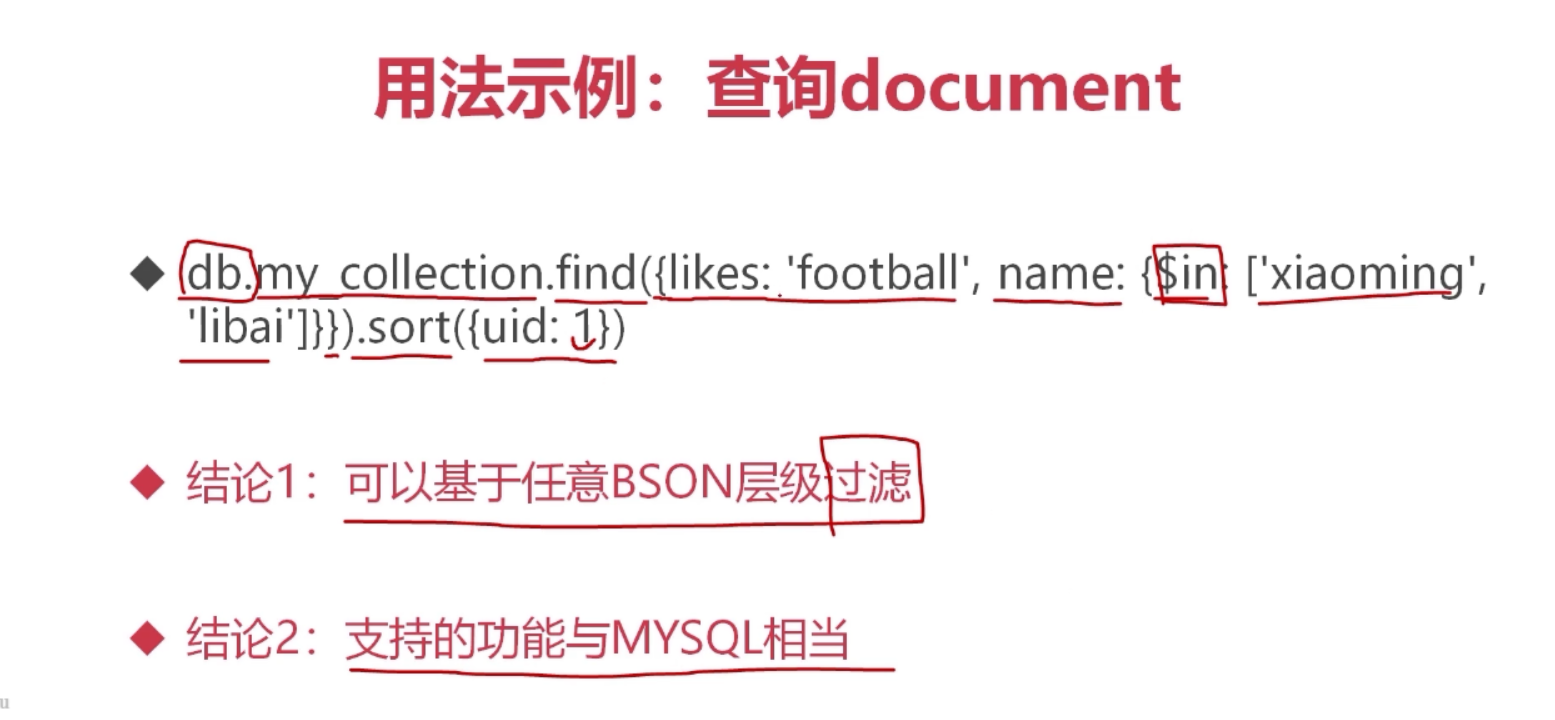 用法示例：查询document
db.my_collection.find({likes: 'football', name: {$in: ['xiaoming',
'libai']}}).sort({uid: 1})
结论1：可以基于任意BSON层级过滤
结论2：支持的功能与MYSQL相当
u